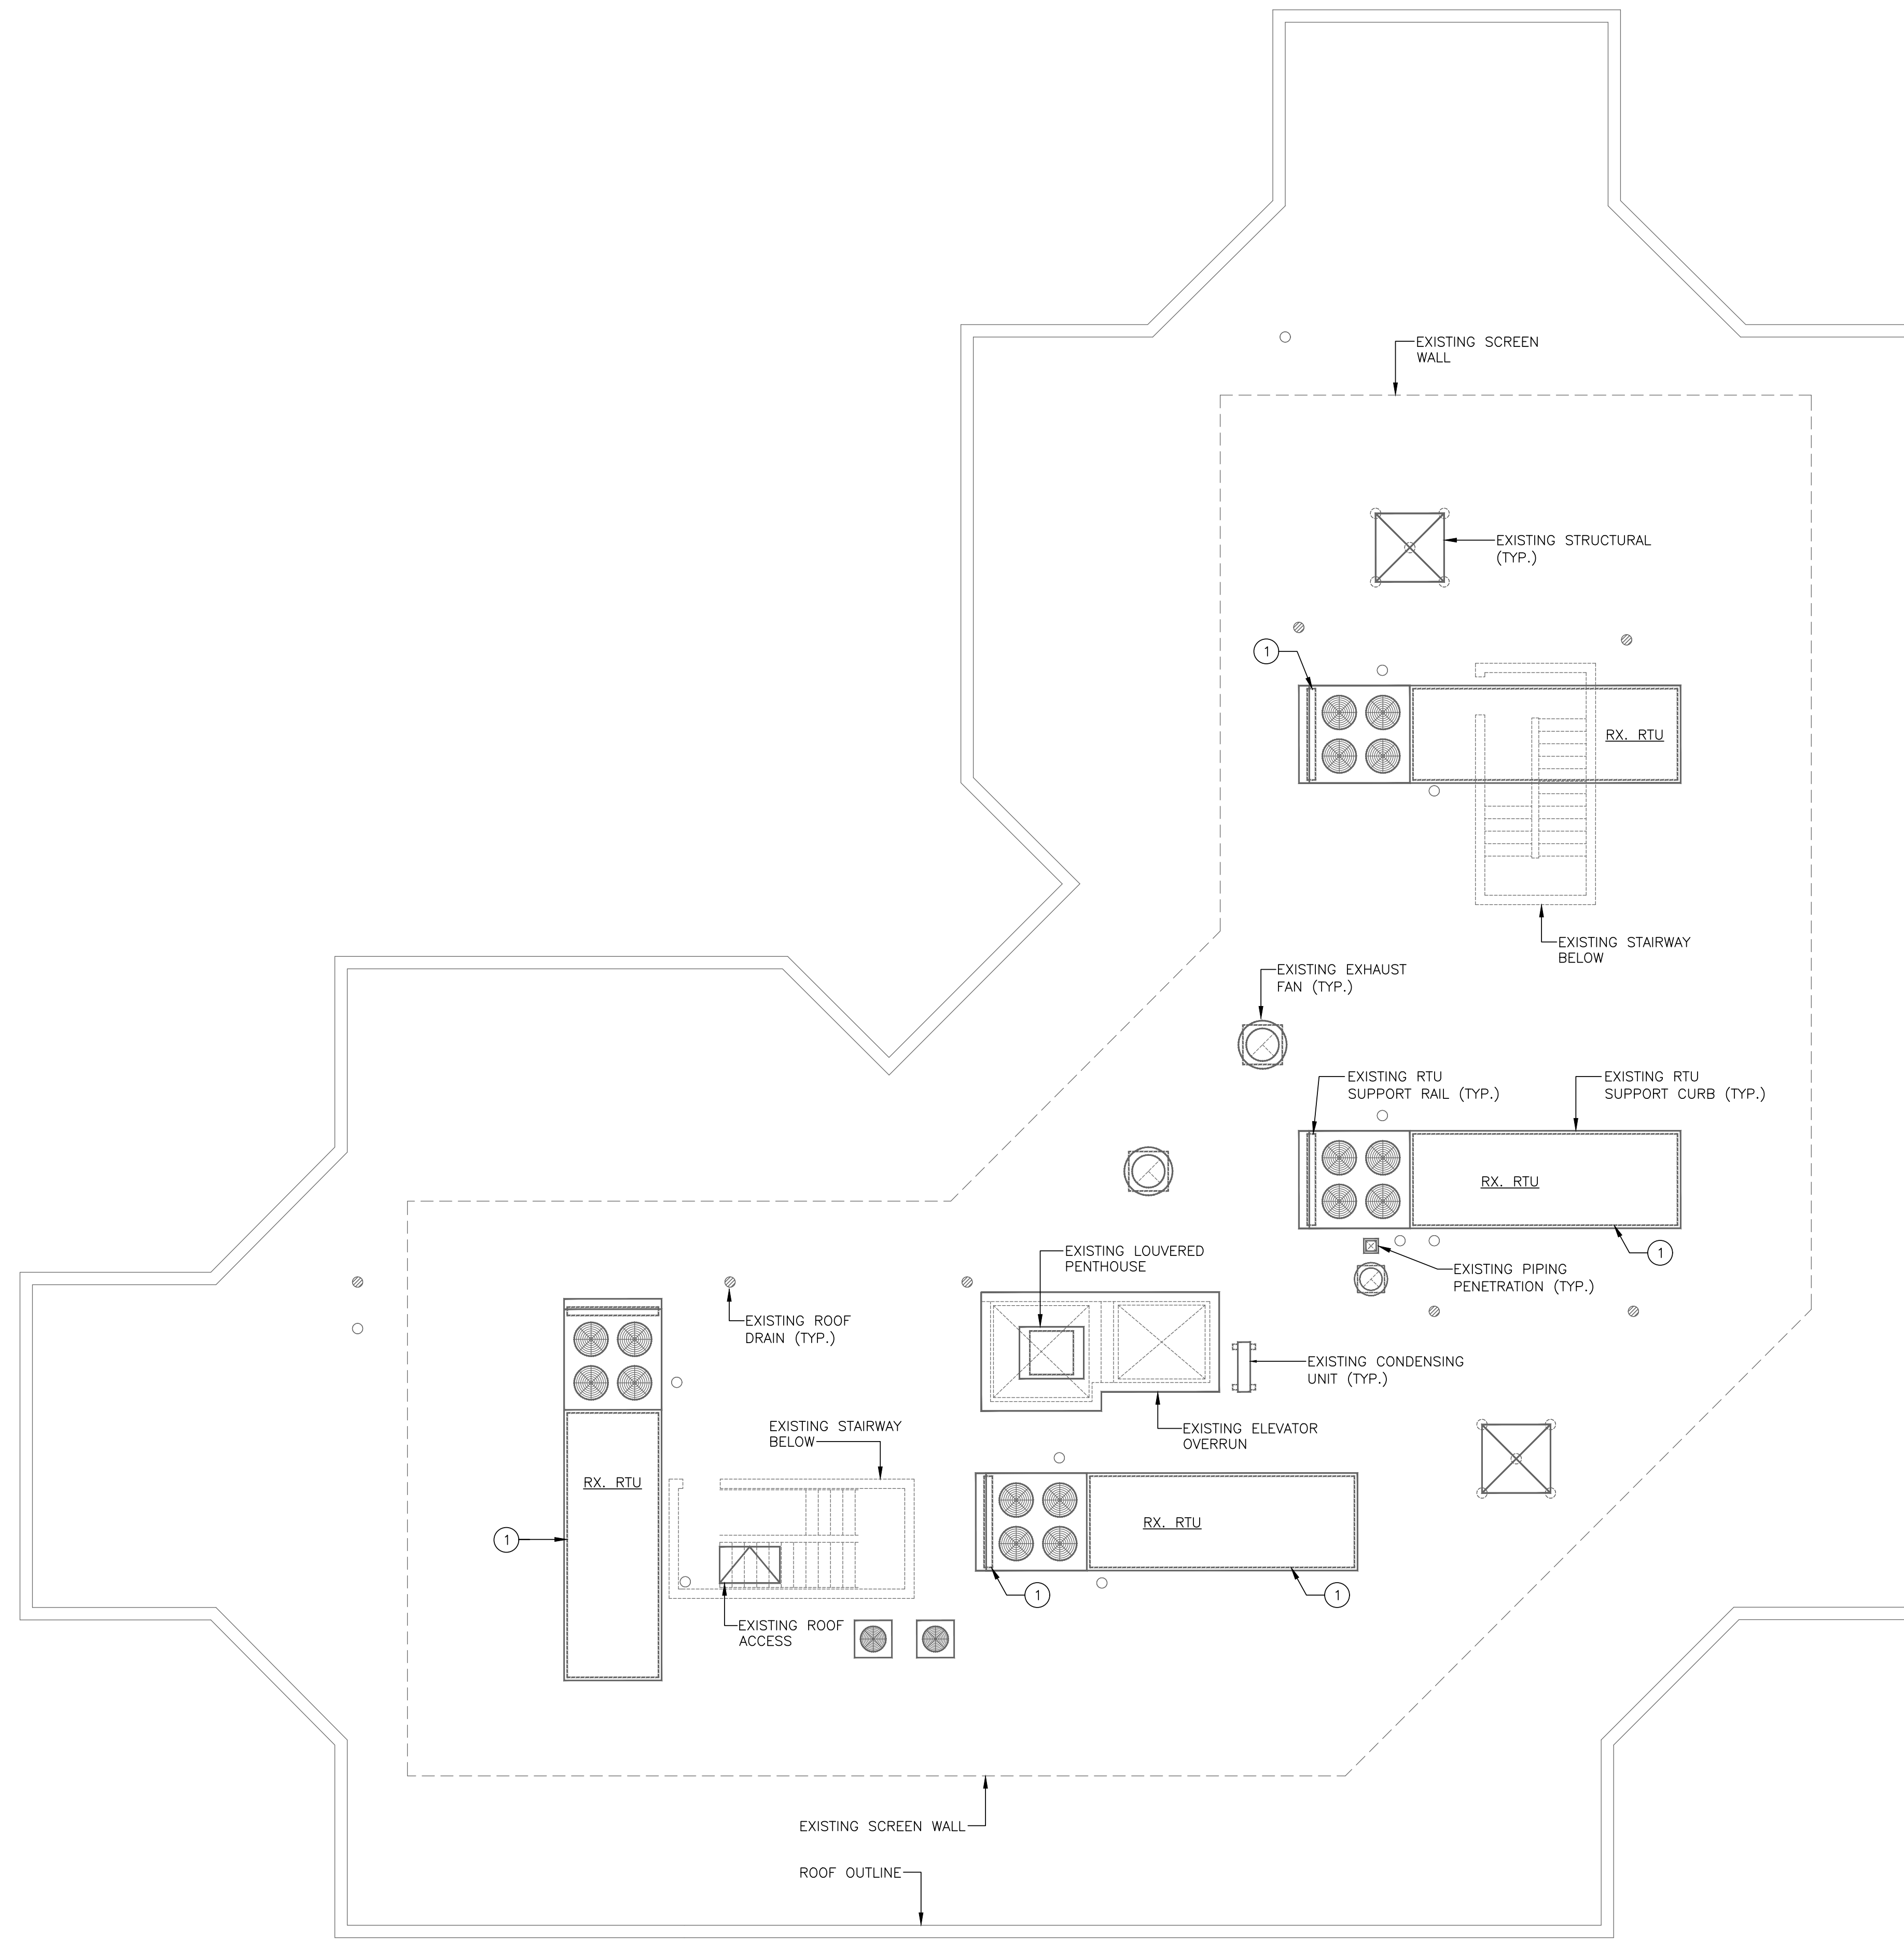 EXISTING SCREEN
WALL
EXISTING STRUCTURAL
(TYP.)
1
RX. RTU
EXISTING STAIRWAY
BELOW
EXISTING EXHAUST
FAN (TYP.)
EXISTING RTU
SUPPORT RAIL (TYP.)
EXISTING RTU
SUPPORT CURB (TYP.)
RX. RTU
1
EXISTING LOUVERED
PENTHOUSE
EXISTING PIPING
PENETRATION (TYP.)
EXISTING ROOF
DRAIN (TYP.)
EXISTING CONDENSING
UNIT (TYP.)
EXISTING STAIRWAY
BELOW
EXISTING ELEVATOR
OVERRUN
RX. RTU
RX. RTU
1
1
1
EXISTING ROOF
ACCESS
EXISTING SCREEN WALL
ROOF OUTLINE